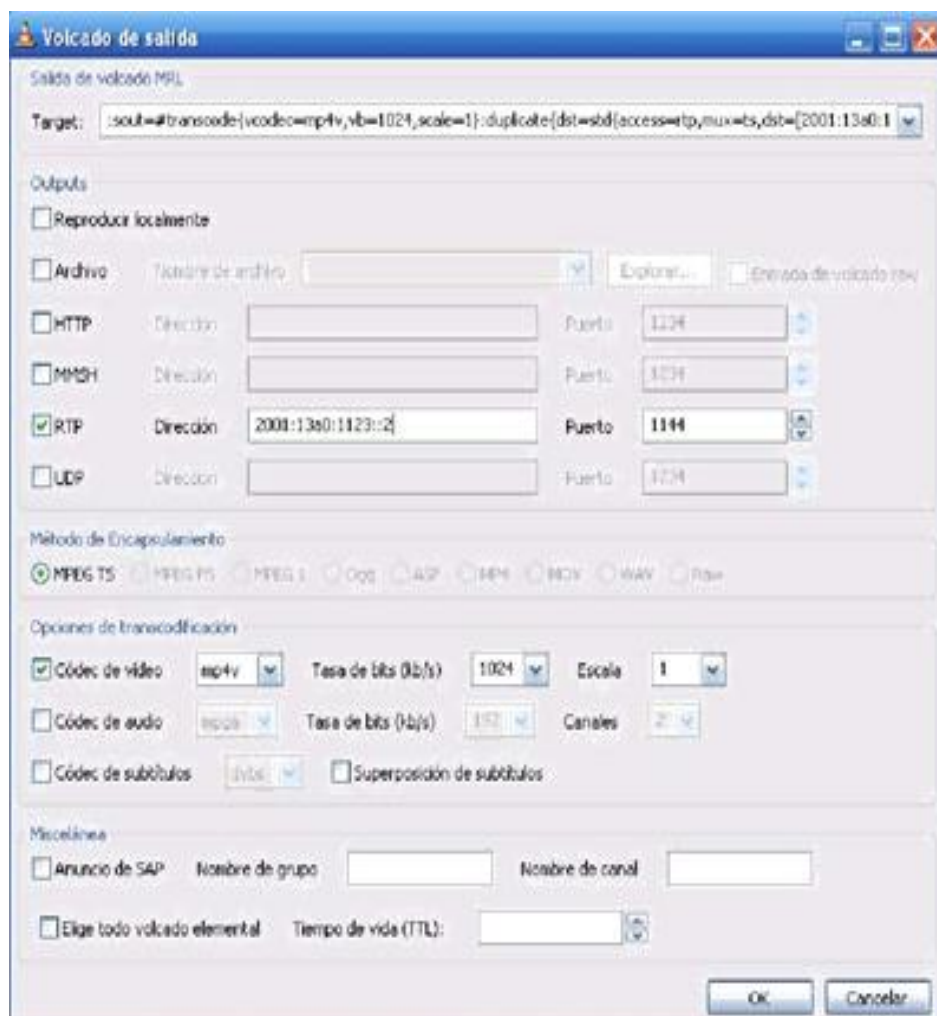 Volcado de salida
Salida de volcado MRL
Target: :sout=#transcode{vcodec=mp4v,vb=1024,scale=1}:duplicate{dst=std{access=rtp,mux=ts,dst=[2001:13a0:1
Outputs
Reproducir localmente
Archivo Nombre de archivo Explorar... Entrada de volcado raw
HTTP Dirección Puerto 1234
MMSH Dirección Puerto 1234
RTP Dirección 2001:13a0:1123::2 Puerto 1144
UDP Dirección Puerto 1234
Método de Encapsulamiento
MPEG TS MPEG PS MPEG 1 Ogg ASF MP4 MOV WAV Raw
Opciones de transcodificación
Códec de vídeo mp4v Tasa de bits (kb/s) 1024 Escala 1
Códec de audio mpga Tasa de bits (kb/s) 192 Canales 2
Códec de subtítulos dvbs Superposición de subtítulos
Miscelánea
Anuncio de SAP Nombre de grupo Nombre de canal
Elige todo volcado elemental Tiempo de vida (TTL):
OK Cancelar